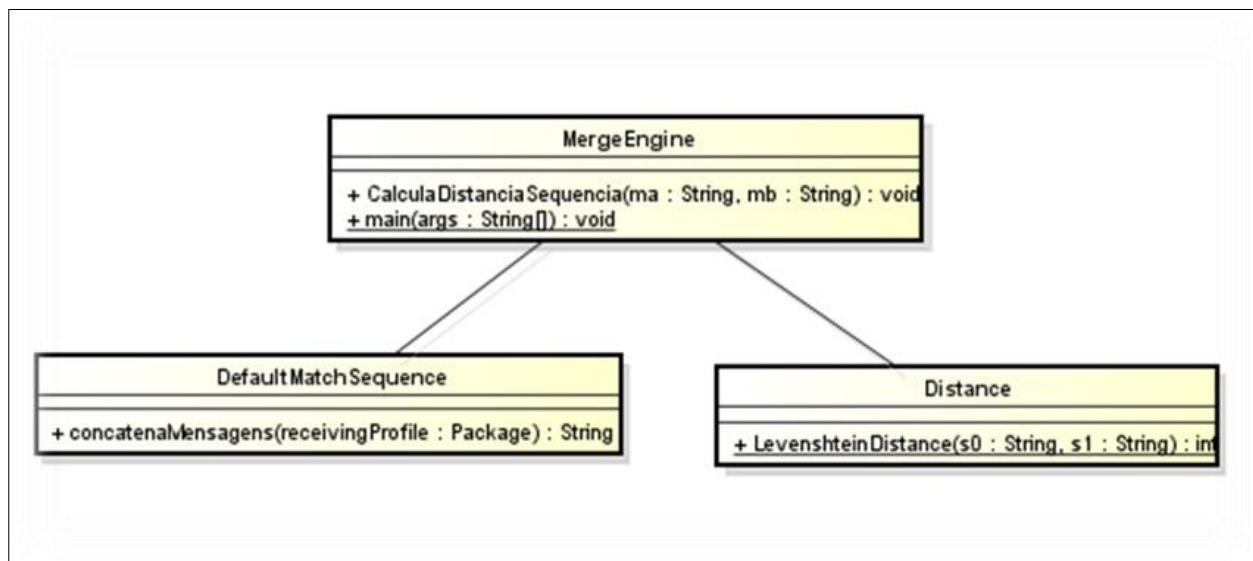 MergeEngine
+ CalculaDistanciaSequencia(ma : String, mb : String) : void
+ main(args : String[]) : void
DefaultMatchSequence
+ concatenaMensagens(receivingProfile : Package) : String
Distance
+ LevenshteinDistance(s0 : String, s1 : String) : int